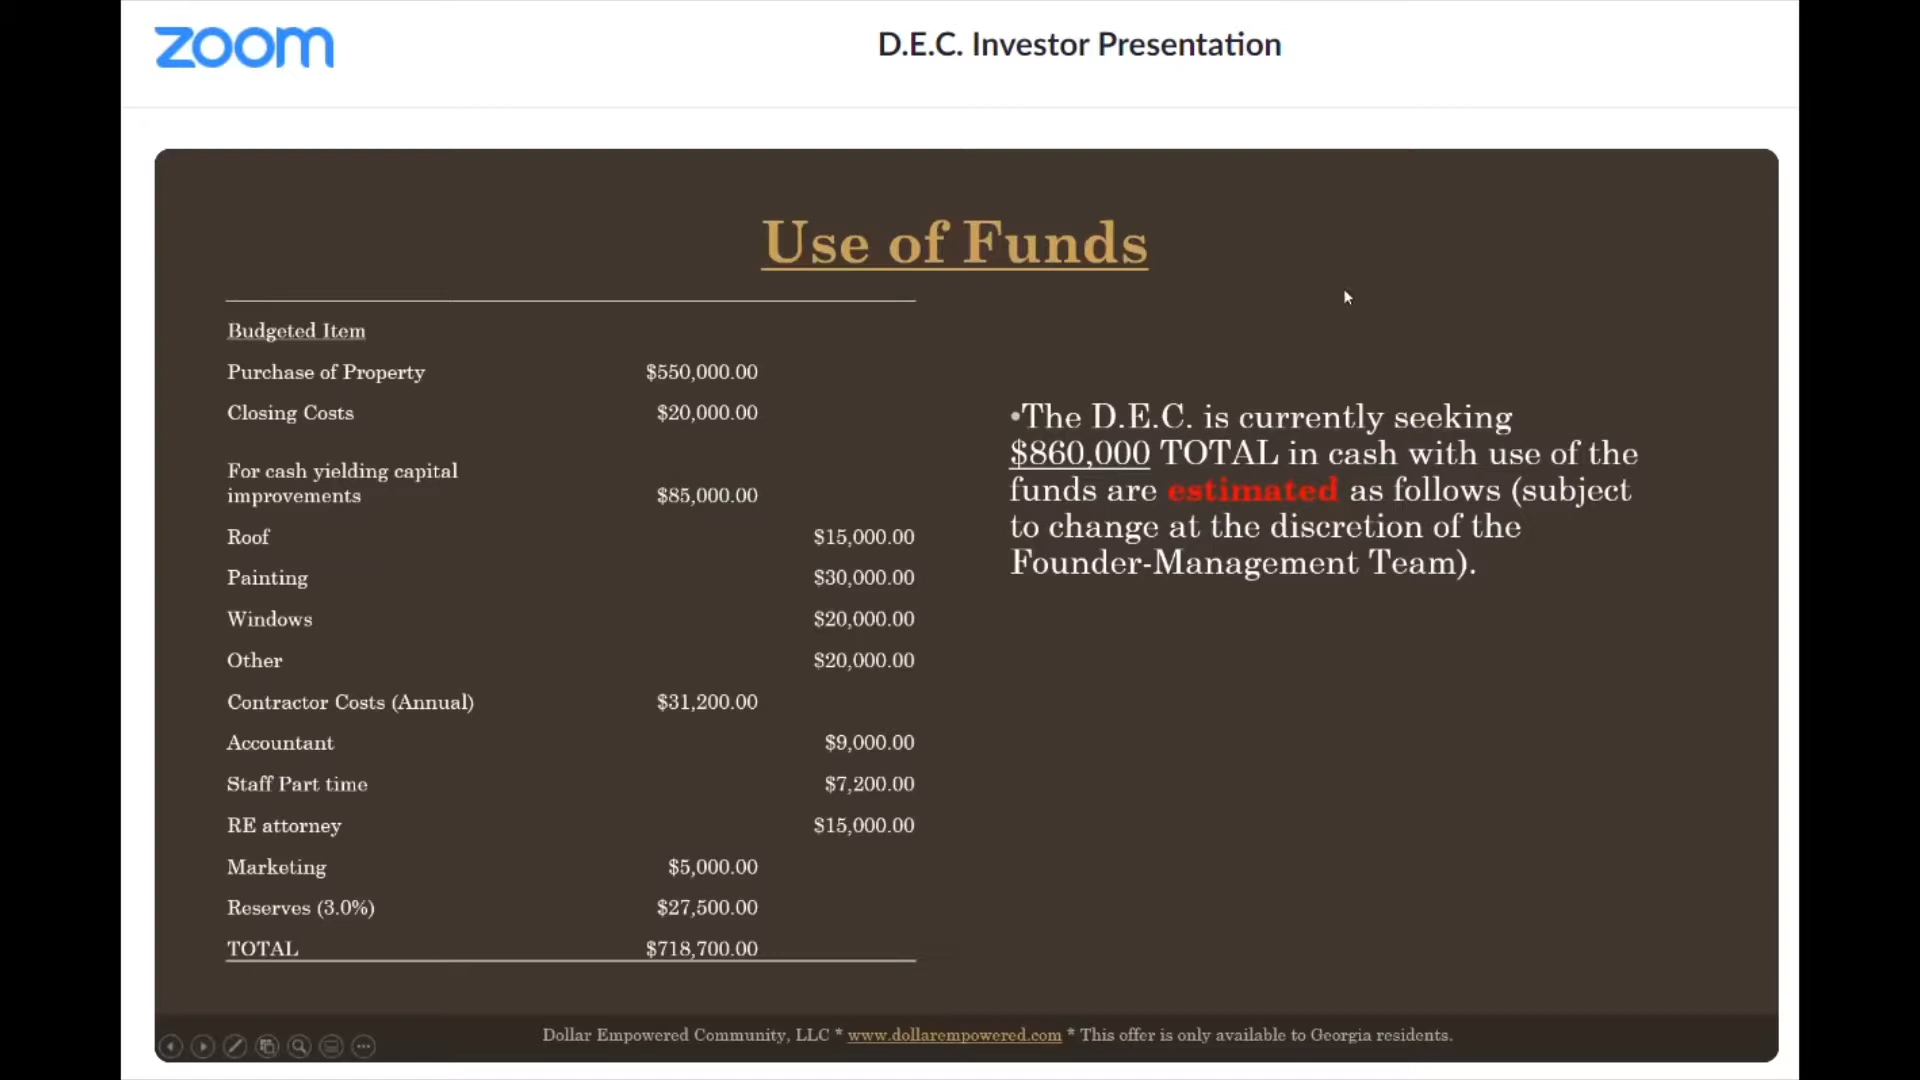 zoom
D.E.C. Investor Presentation
Use of Funds
Budgeted Item
Purchase of Property $550,000.00
Closing Costs $20,000.00
For cash yielding capital
improvements $85,000.00
Roof $15,000.00
Painting $30,000.00
Windows $20,000.00
Other $20,000.00
Contractor Costs (Annual) $31,200.00
Accountant $9,000.00
Staff Part time $7,200.00
RE attorney $15,000.00
Marketing $5,000.00
Reserves (3.0%) $27,500.00
TOTAL $718,700.00
•The D.E.C. is currently seeking
$860,000 TOTAL in cash with use of the
funds are estimated as follows (subject
to change at the discretion of the
Founder-Management Team).
Dollar Empowered Community, LLC * www.dollarempowered.com * This offer is only available to Georgia residents.